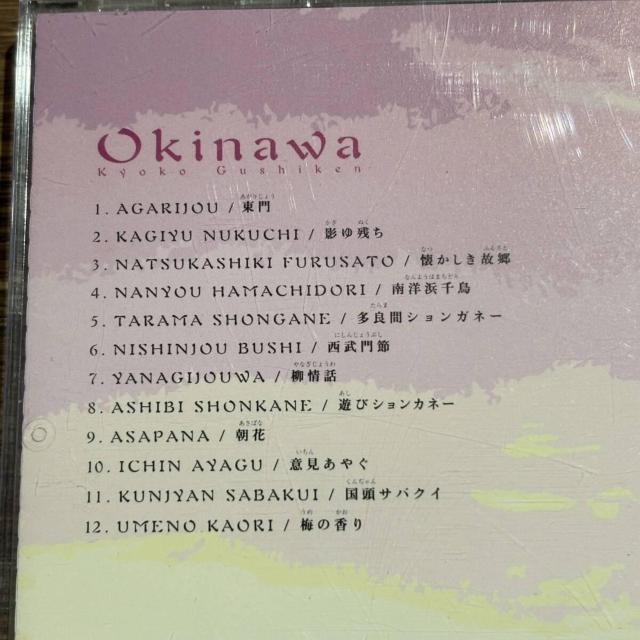 Okinawa
Kyoko Gushiken
1. AGARIJOU / 東門
2. KAGIYU NUKUCHI / 影ゆ残ち
3. NATSUKASHIKI FURUSATO / 懐かしき故郷
4. NANYOU HAMACHIDORI / 南洋浜千鳥
5. TARAMA SHONGANE / 多良間ションガネー
6. NISHINJOU BUSHI / 西武門節
7. YANAGIJOUWA / 柳情話
8. ASHIBI SHONKANE / 遊びションカネー
9. ASAPANA / 朝花
10. ICHIN AYAGU / 意見あやぐ
11. KUNJYAN SABAKUI / 国頭サバクイ
12. UMENO KAORI / 梅の香り